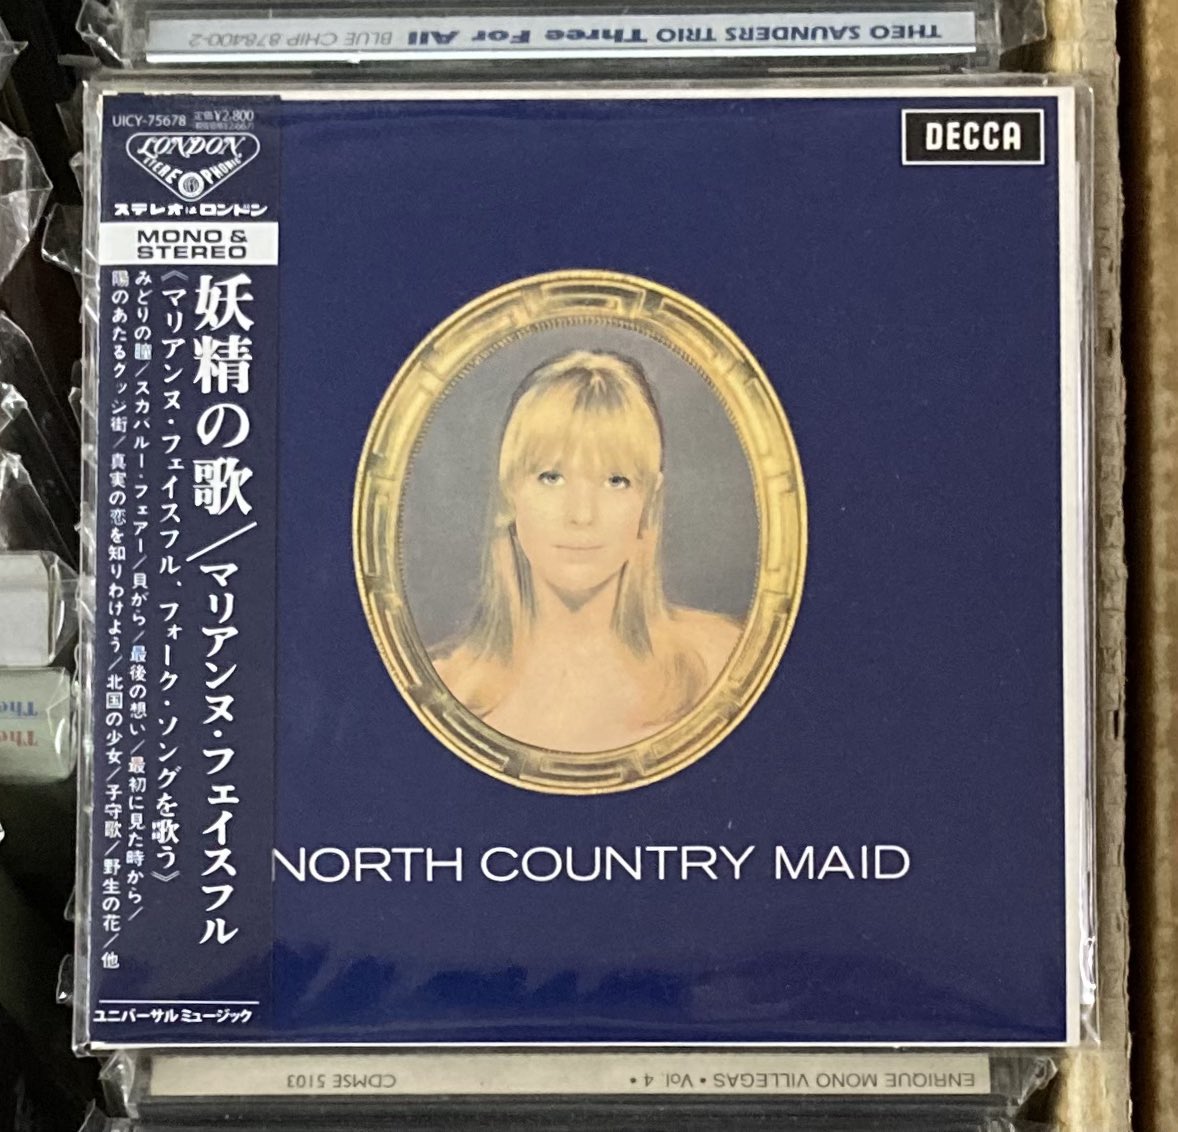 THEO SAUNDERS TRIO Three For All BLUE CHIP 878400-2
UICY-75678 定価¥2,800
LONDON
STEREOPHONIC
ステレオはロンドン
MONO &
STEREO
妖精の歌/マリアンヌ・フェイスフル
《マリアンヌ・フェイスフル、フォーク・ソングを歌う》
みどりの瞳/スカバルー・フェアー/貝がら/最後の想い/最初に見た時から/
陽のあたるクッジ街/真実の恋を知りわけよう/北国の少女/子守歌/野生の花/他
ユニバーサル ミュージック
DECCA
NORTH COUNTRY MAID
The
The
ENRIQUE MONO VILLEGAS • Vol. 4 • CDMSE 5103